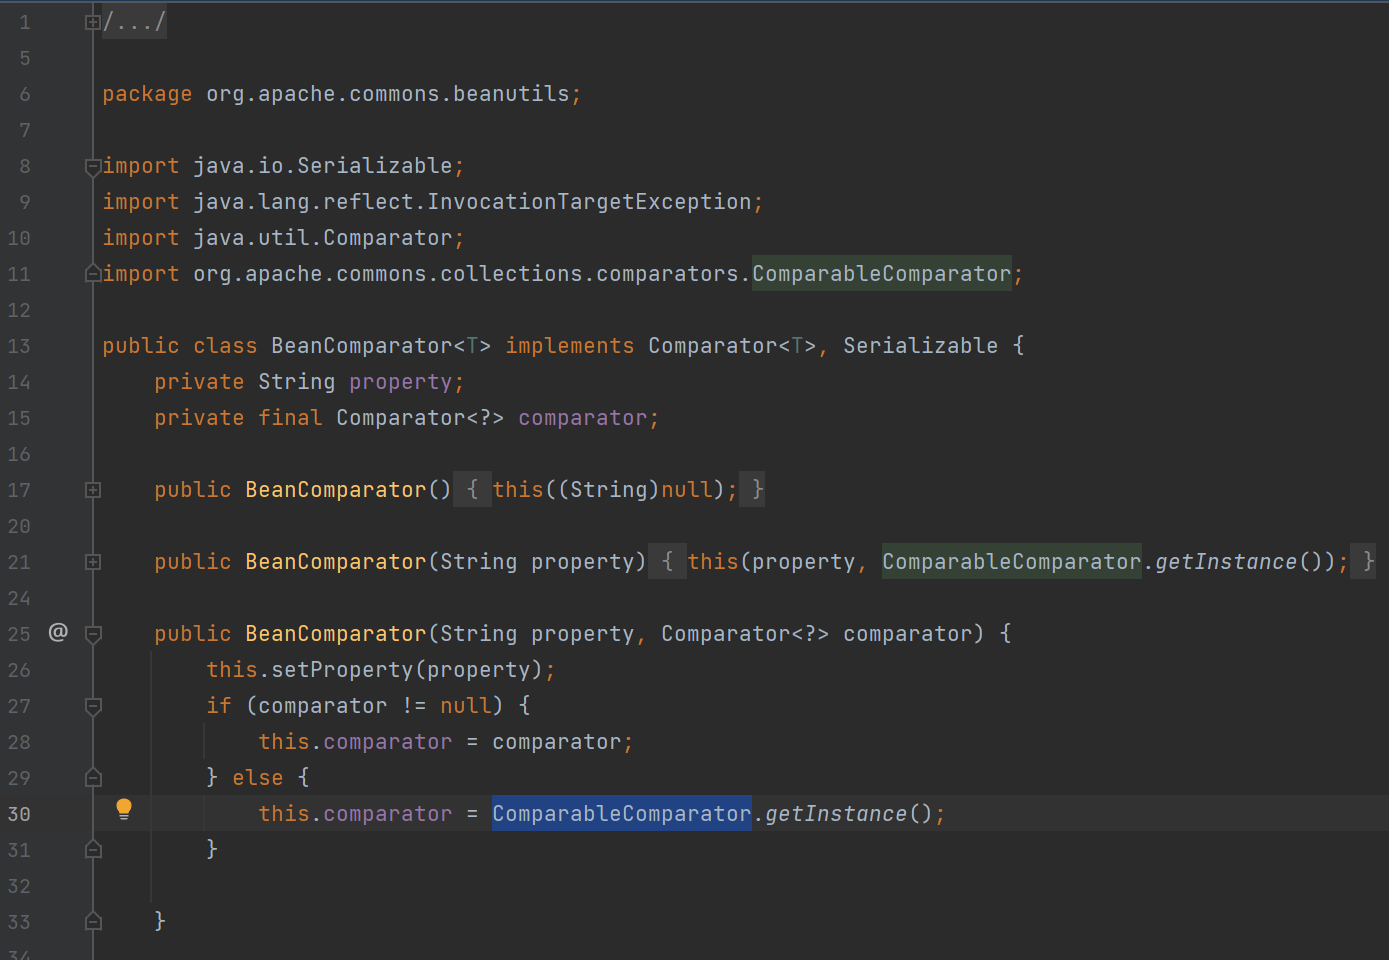 1 /.../
5
6 package org.apache.commons.beanutils;
7
8 import java.io.Serializable;
9 import java.lang.reflect.InvocationTargetException;
10 import java.util.Comparator;
11 import org.apache.commons.collections.comparators.ComparableComparator;
12
13 public class BeanComparator<T> implements Comparator<T>, Serializable {
14     private String property;
15     private final Comparator<?> comparator;
16
17     public BeanComparator() { this((String)null); }
20
21     public BeanComparator(String property) { this(property, ComparableComparator.getInstance()); }
24
25 @     public BeanComparator(String property, Comparator<?> comparator) {
26         this.setProperty(property);
27         if (comparator != null) {
28             this.comparator = comparator;
29         } else {
30             this.comparator = ComparableComparator.getInstance();
31         }
32
33     }
34